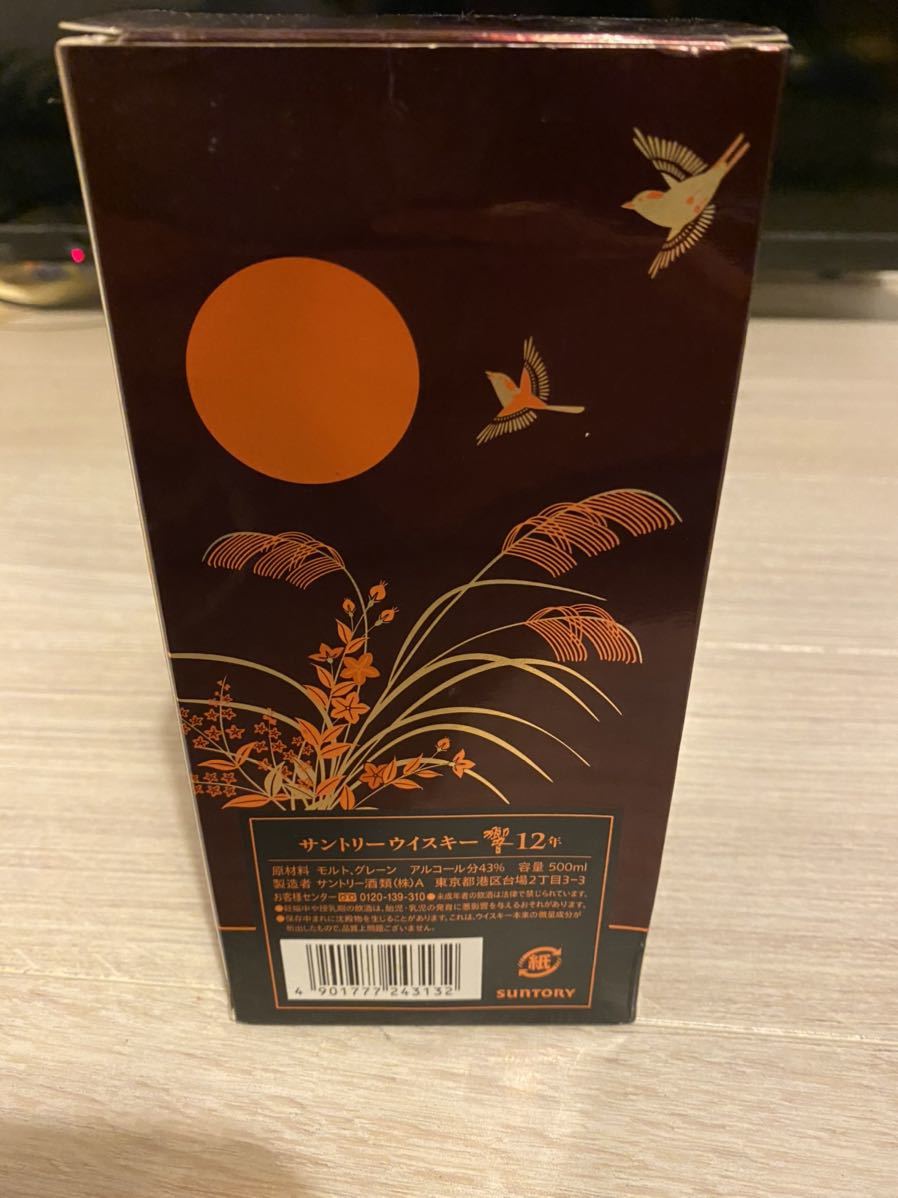 サントリーウイスキー 響 12年
原材料 モルト、グレーン アルコール分43% 容量 500ml
製造者 サントリー酒類(株)A 東京都港区台場2丁目3-3
お客様センター 0120-139-310 ●未成年者の飲酒は法律で禁じられています。
●妊娠中や授乳期の飲酒は、胎児・乳児の発育に悪影響を与えるおそれがあります。
●保存中まれに沈殿物を生じることがあります。これは、ウイスキー本来の微量成分が
析出したもので、品質上問題ございません。
4 901777 243132
紙
SUNTORY